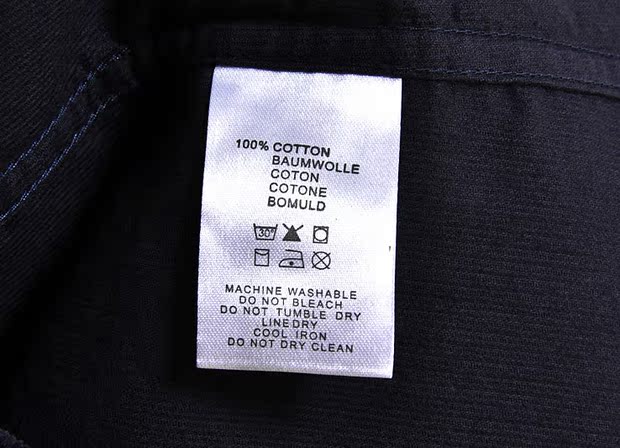 100% COTTON
BAUMWOLLE
COTON
COTONE
BOMULD
30°
MACHINE WASHABLE
DO NOT BLEACH
DO NOT TUMBLE DRY
LINE DRY
COOL IRON
DO NOT DRY CLEAN